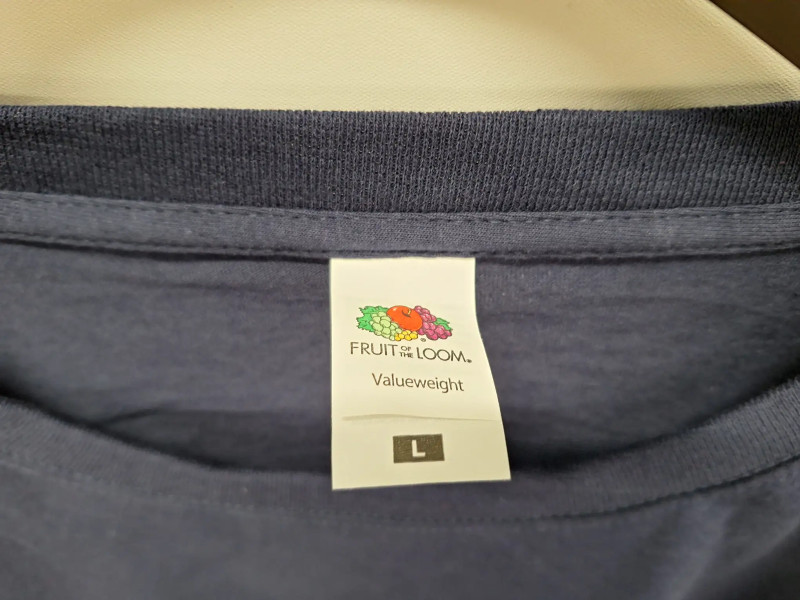 FRUIT OF THE LOOM®
Valueweight
L